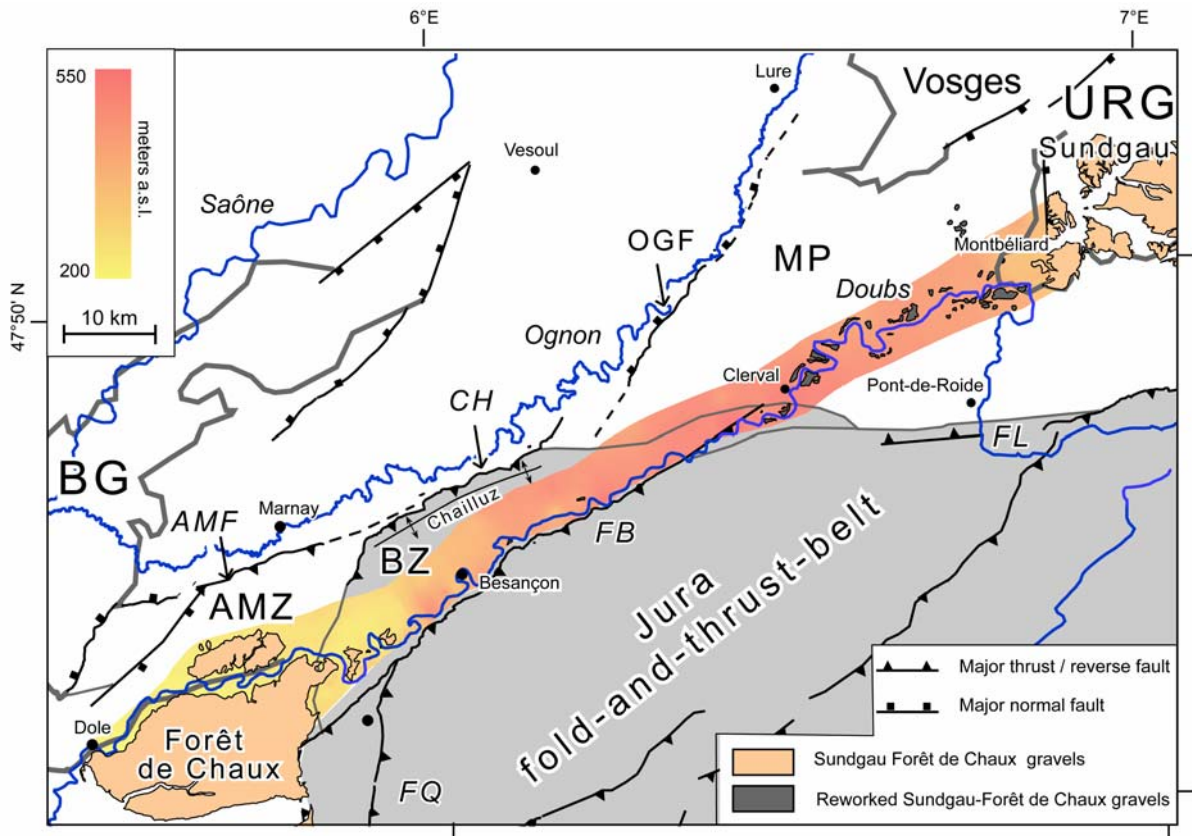 6°E
7°E
550
meters a.s.l.
200
10 km
47°50' N
Lure
Vosges
URG
Sundgau
Vesoul
Saône
OGF
MP
Montbéliard
Doubs
Ognon
Clerval
Pont-de-Roide
CH
FL
BG
Marnay
Chailluz
AMF
FB
BZ
Besançon
AMZ
Jura
fold-and-thrust-belt
Dole
Forêt
de Chaux
FQ
Major thrust / reverse fault
Major normal fault
Sundgau Forêt de Chaux gravels
Reworked Sundgau-Forêt de Chaux gravels